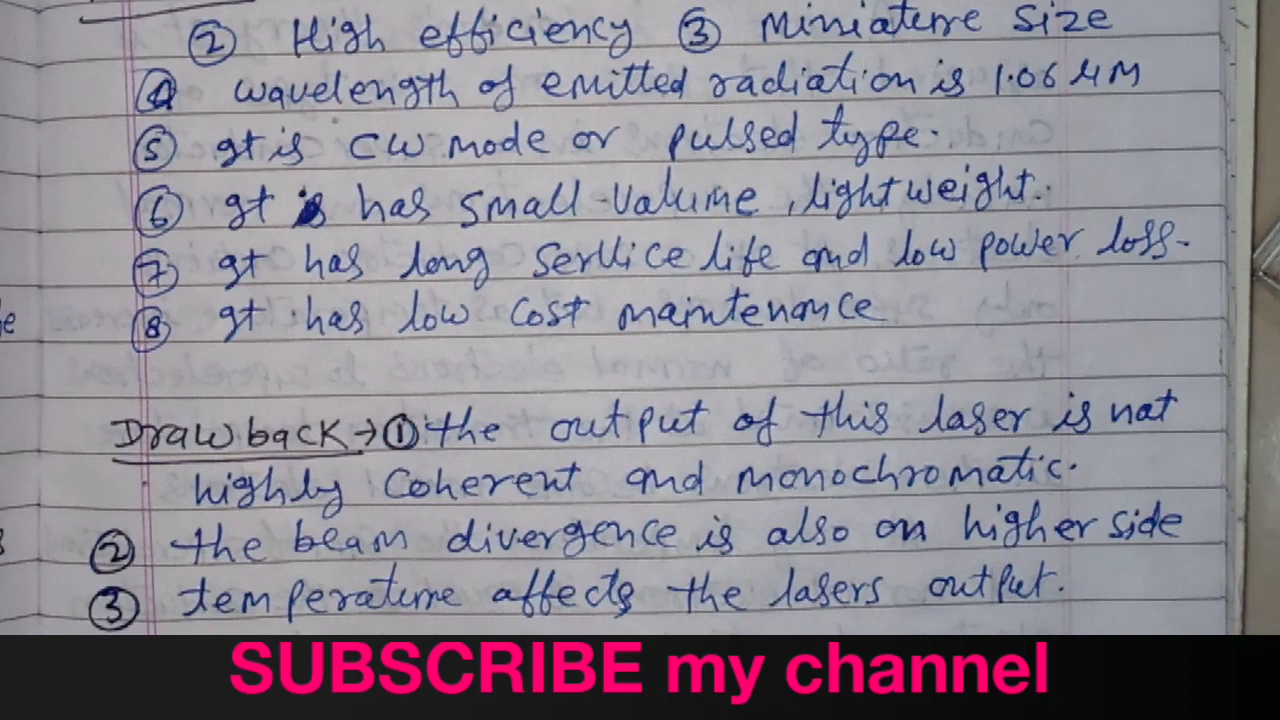 ② High efficiency ③ Miniature Size
④ wavelength of emitted radiation is 1.06 μM
⑤ It is CW mode or pulsed type.
⑥ It has small volume, lightweight.
⑦ It has long service life and low power loss.
⑧ It has low cost maintenance
Drawback → ① the output of this laser is not
highly coherent and monochromatic.
② the beam divergence is also on higher side
③ temperature affects the lasers output.
SUBSCRIBE my channel